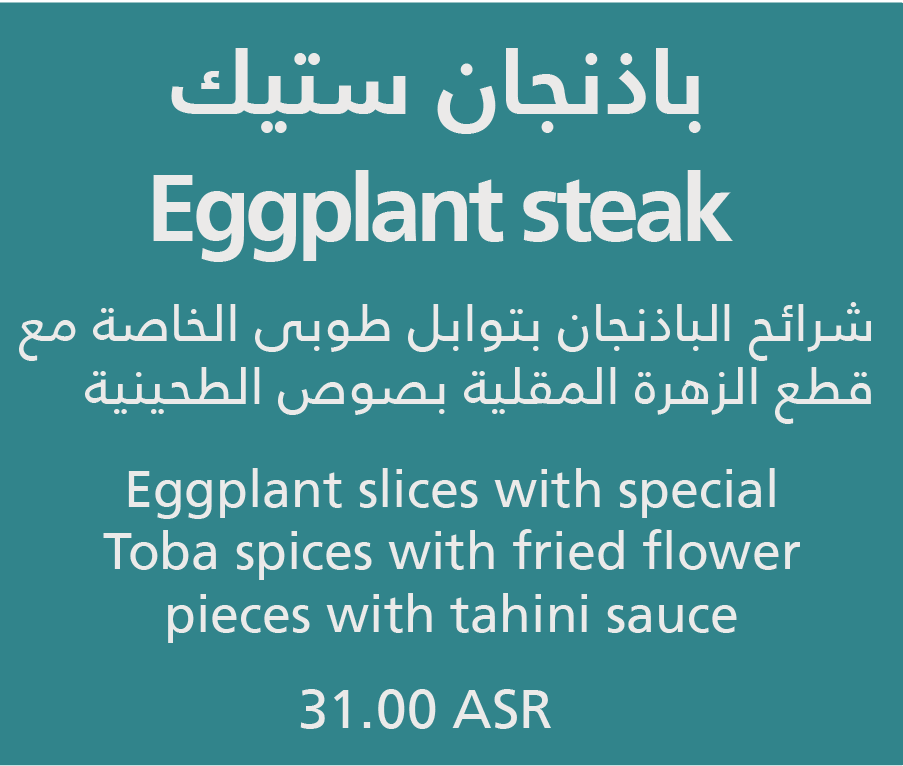 باذنجان ستيك
Eggplant steak
شرائح الباذنجان بتوابل طوبى الخاصة مع
قطع الزهرة المقلية بصوص الطحينية
Eggplant slices with special
Toba spices with fried flower
pieces with tahini sauce
31.00 ASR